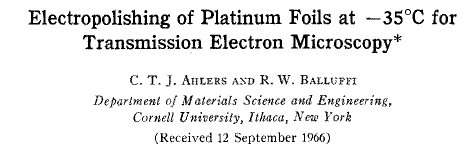 Electropolishing of Platinum Foils at −35°C for
Transmission Electron Microscopy*
C. T. J. AHLERS AND R. W. BALLUFFI
Department of Materials Science and Engineering,
Cornell University, Ithaca, New York
(Received 12 September 1966)